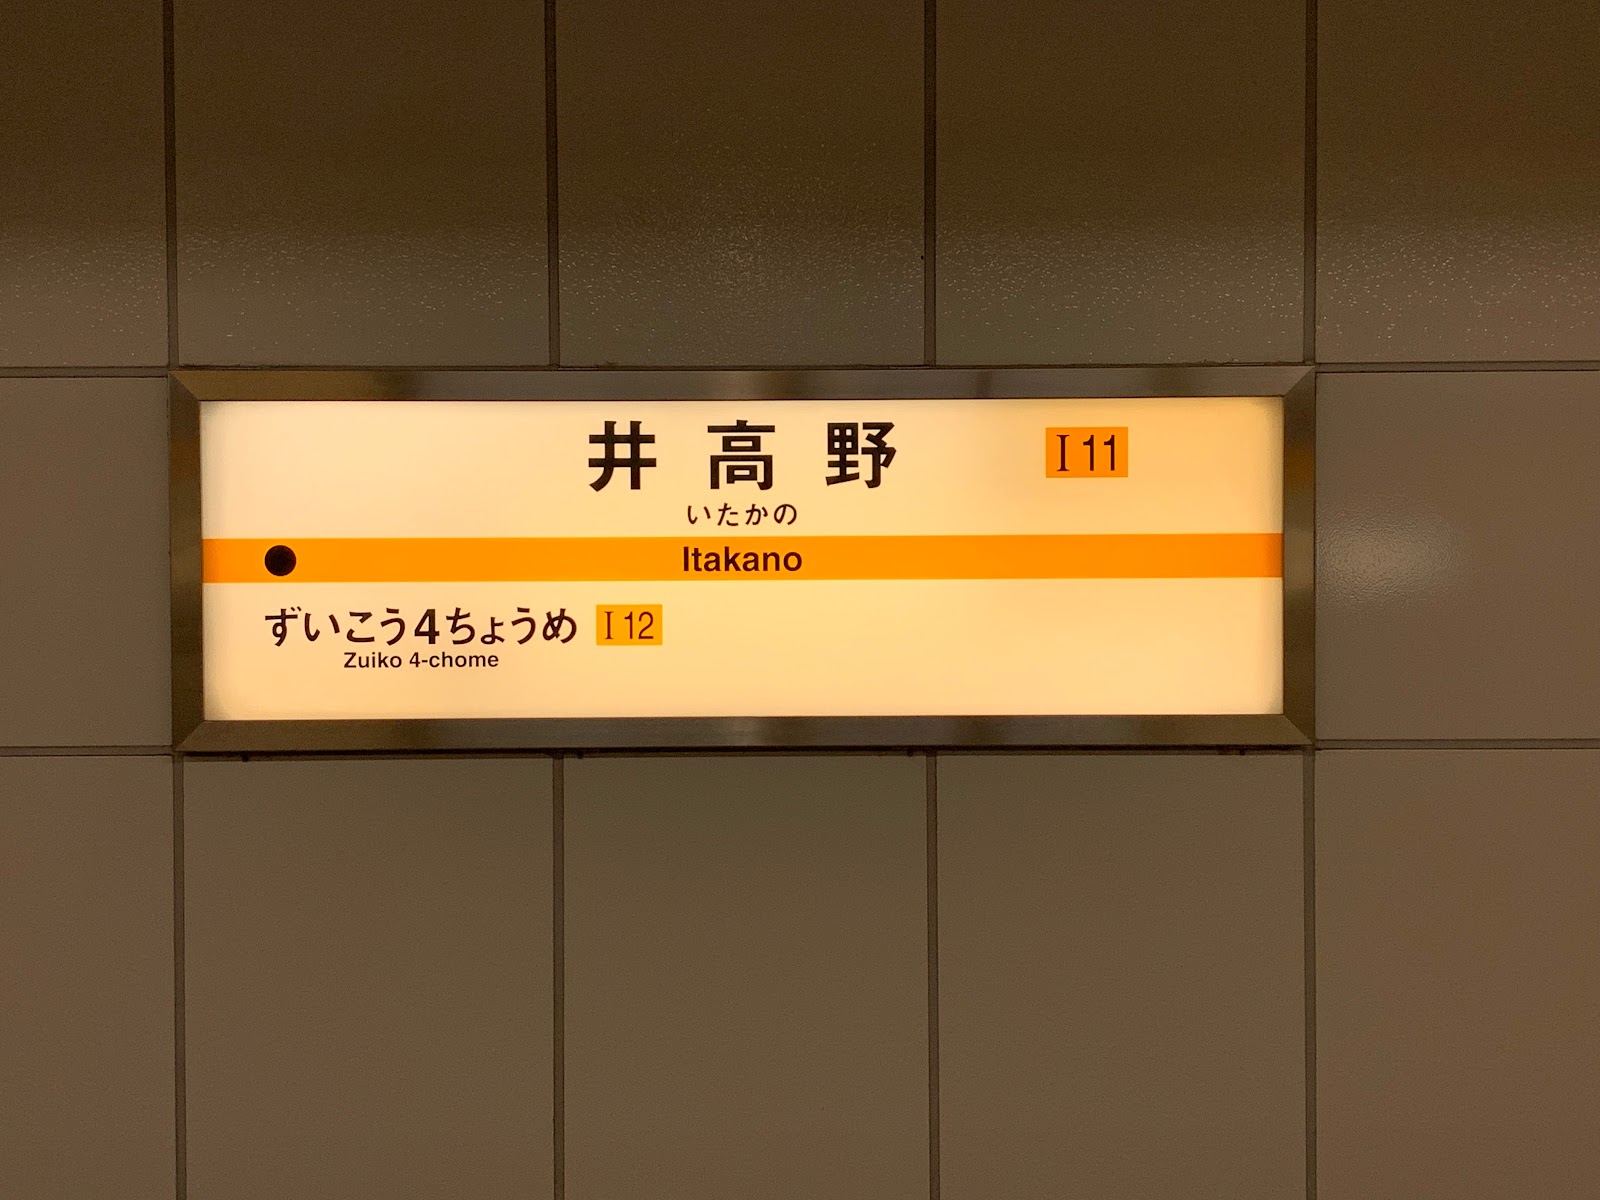 井高野 I11
いたかの
Itakano
ずいこう4ちょうめ I12
Zuiko 4-chome